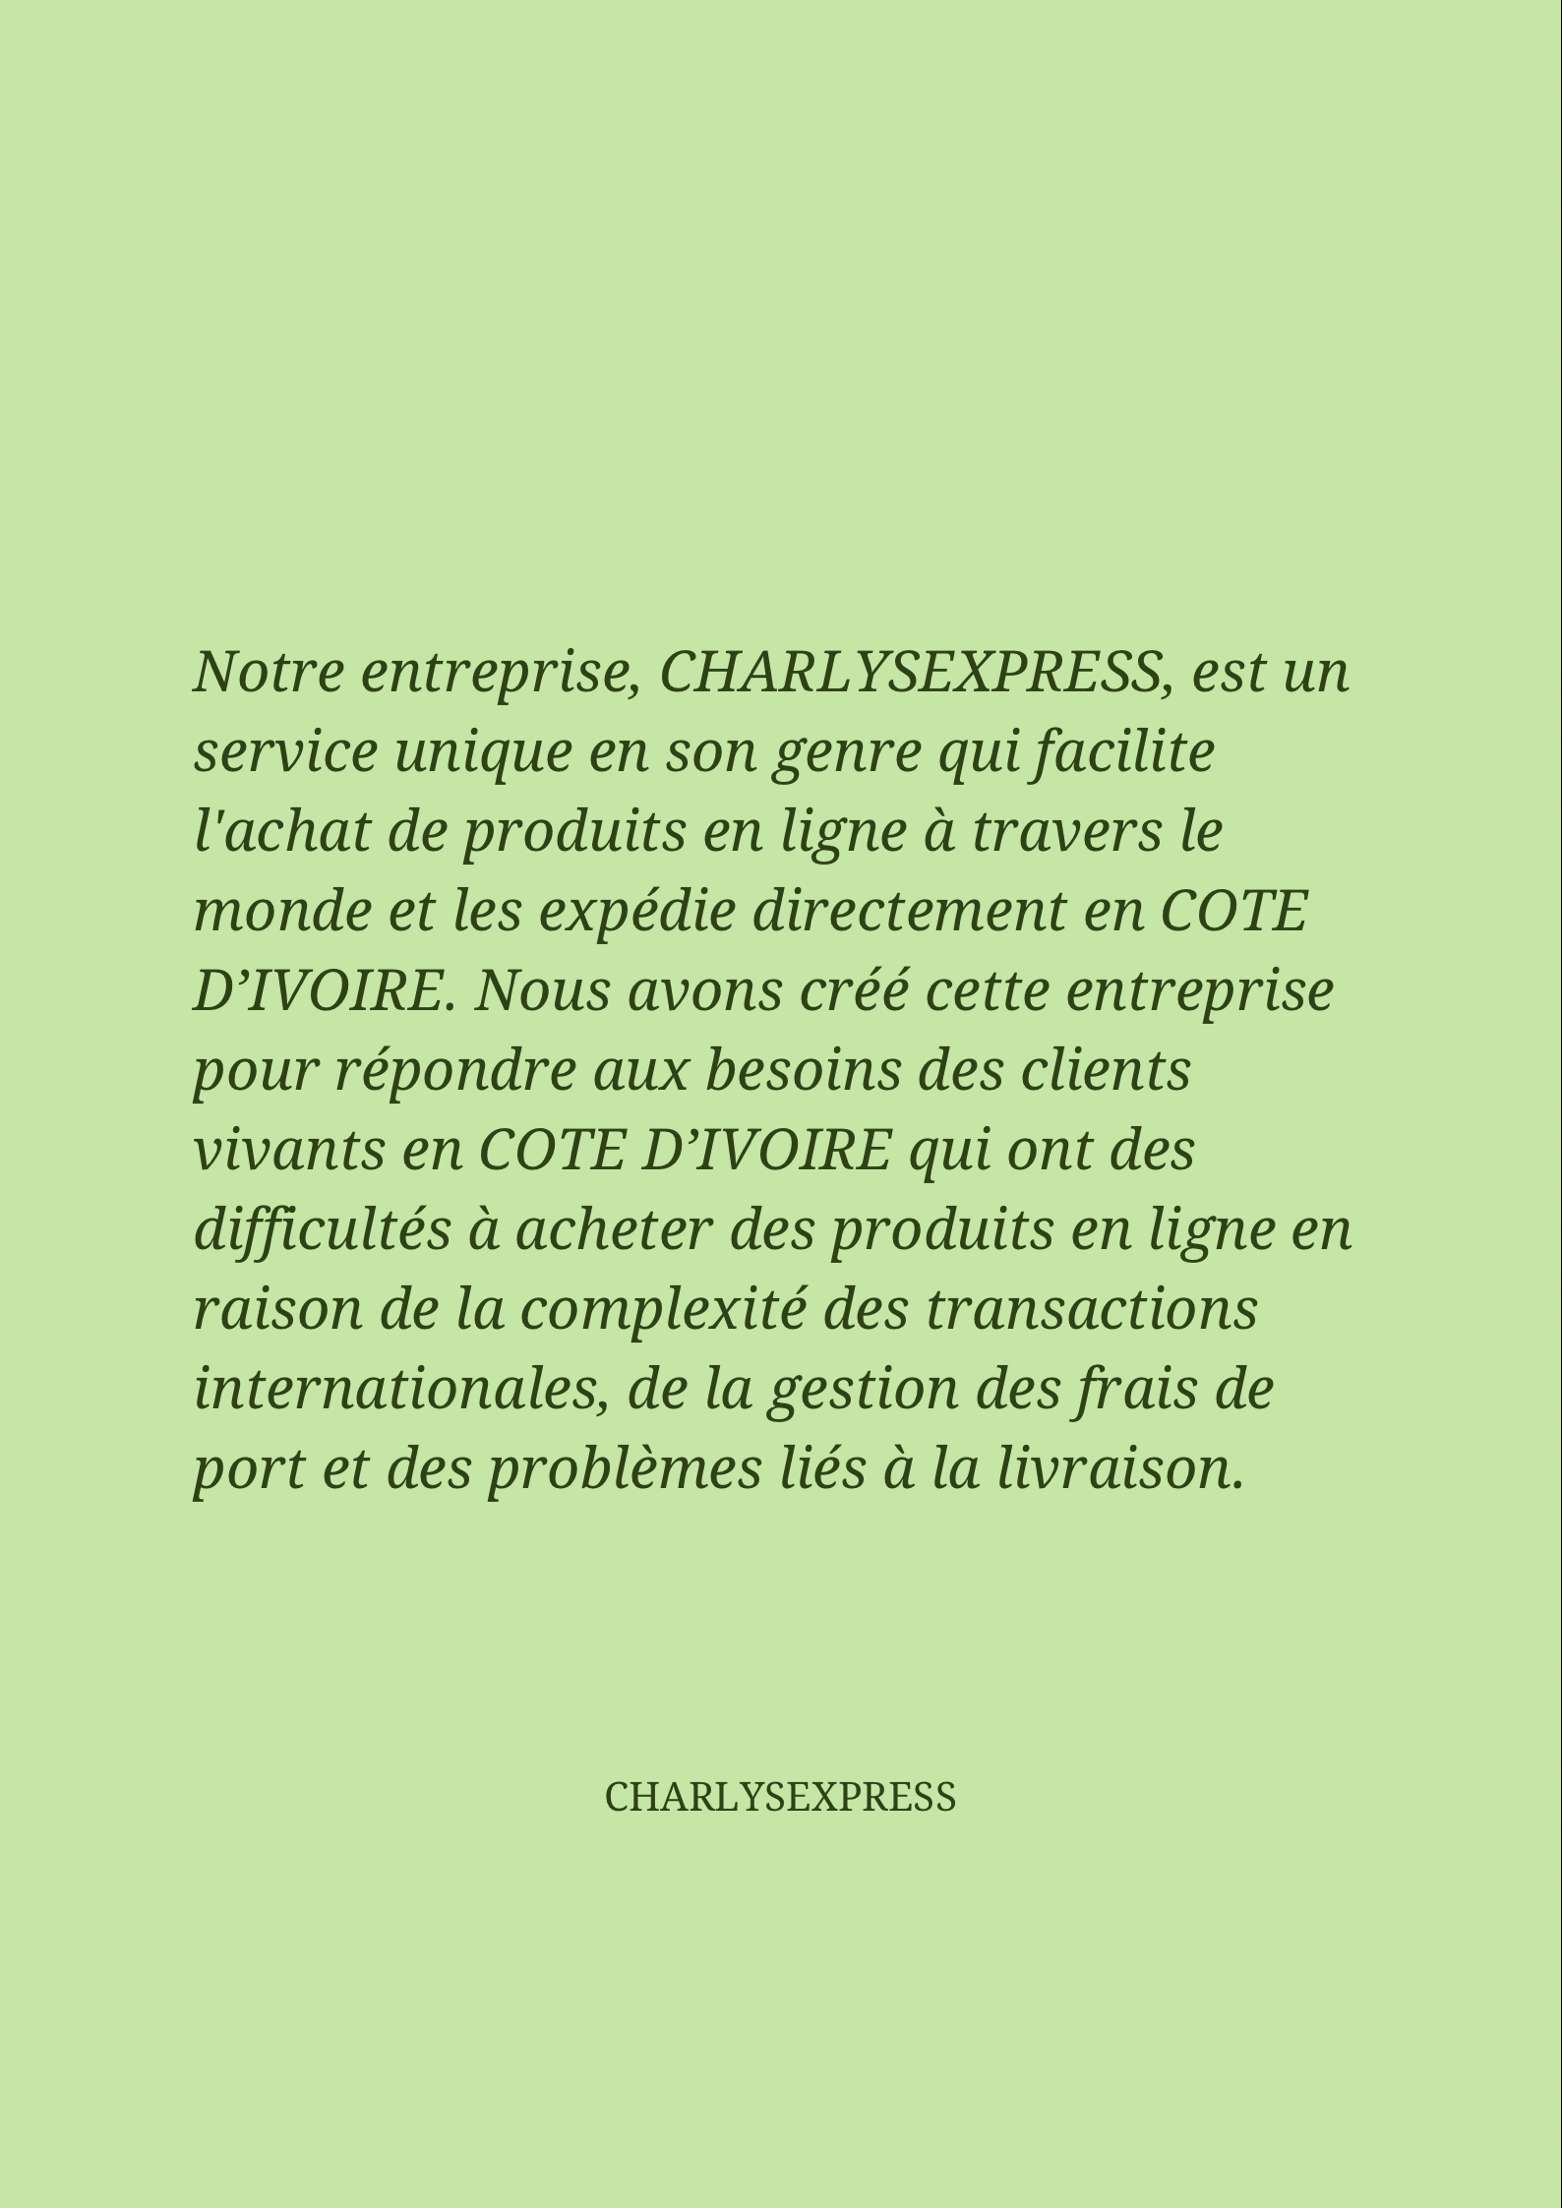 Notre entreprise, CHARLYSEXPRESS, est un
service unique en son genre qui facilite
l'achat de produits en ligne à travers le
monde et les expédie directement en COTE
D’IVOIRE. Nous avons créé cette entreprise
pour répondre aux besoins des clients
vivants en COTE D’IVOIRE qui ont des
difficultés à acheter des produits en ligne en
raison de la complexité des transactions
internationales, de la gestion des frais de
port et des problèmes liés à la livraison.
CHARLYSEXPRESS